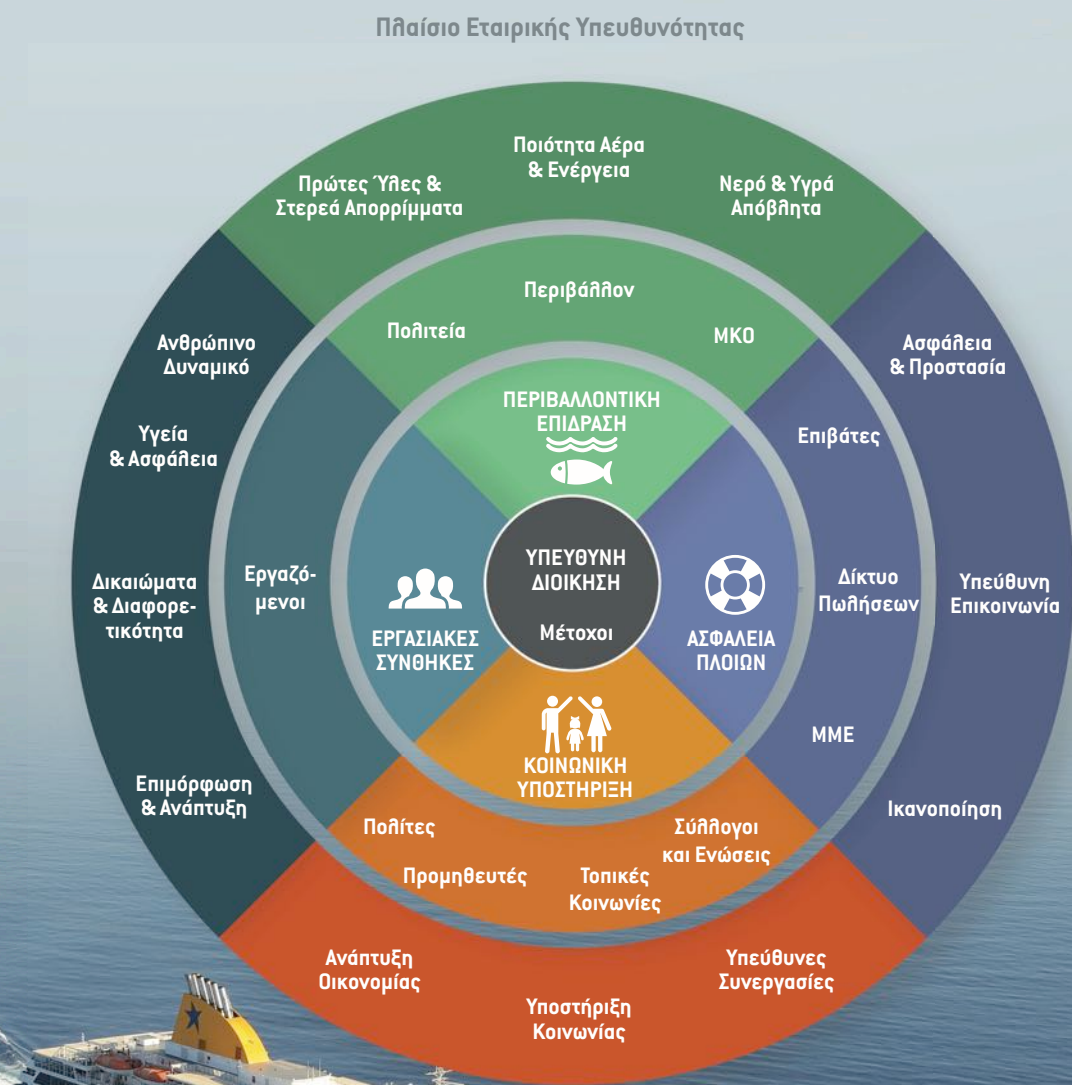 Πλαίσιο Εταιρικής Υπευθυνότητας
Ποιότητα Αέρα
& Ενέργεια
Πρώτες Ύλες &
Στερεά Απορρίμματα
Νερό & Υγρά
Απόβλητα
Περιβάλλον
Πολιτεία
ΜΚΟ
Ανθρώπινο
Δυναμικό
Ασφάλεια
& Προστασία
ΠΕΡΙΒΑΛΛΟΝΤΙΚΗ
ΕΠΙΔΡΑΣΗ
Υγεία
& Ασφάλεια
Επιβάτες
ΥΠΕΥΘΥΝΗ
ΔΙΟΙΚΗΣΗ
Μέτοχοι
Δικαιώματα
& Διαφορε-
τικότητα
Εργαζό-
μενοι
ΕΡΓΑΣΙΑΚΕΣ
ΣΥΝΘΗΚΕΣ
ΑΣΦΑΛΕΙΑ
ΠΛΟΙΩΝ
Δίκτυο
Πωλήσεων
Υπεύθυνη
Επικοινωνία
ΜΜΕ
ΚΟΙΝΩΝΙΚΗ
ΥΠΟΣΤΗΡΙΞΗ
Επιμόρφωση
& Ανάπτυξη
Ικανοποίηση
Πολίτες
Προμηθευτές
Τοπικές
Κοινωνίες
Σύλλογοι
και Ενώσεις
Ανάπτυξη
Οικονομίας
Υποστήριξη
Κοινωνίας
Υπεύθυνες
Συνεργασίες